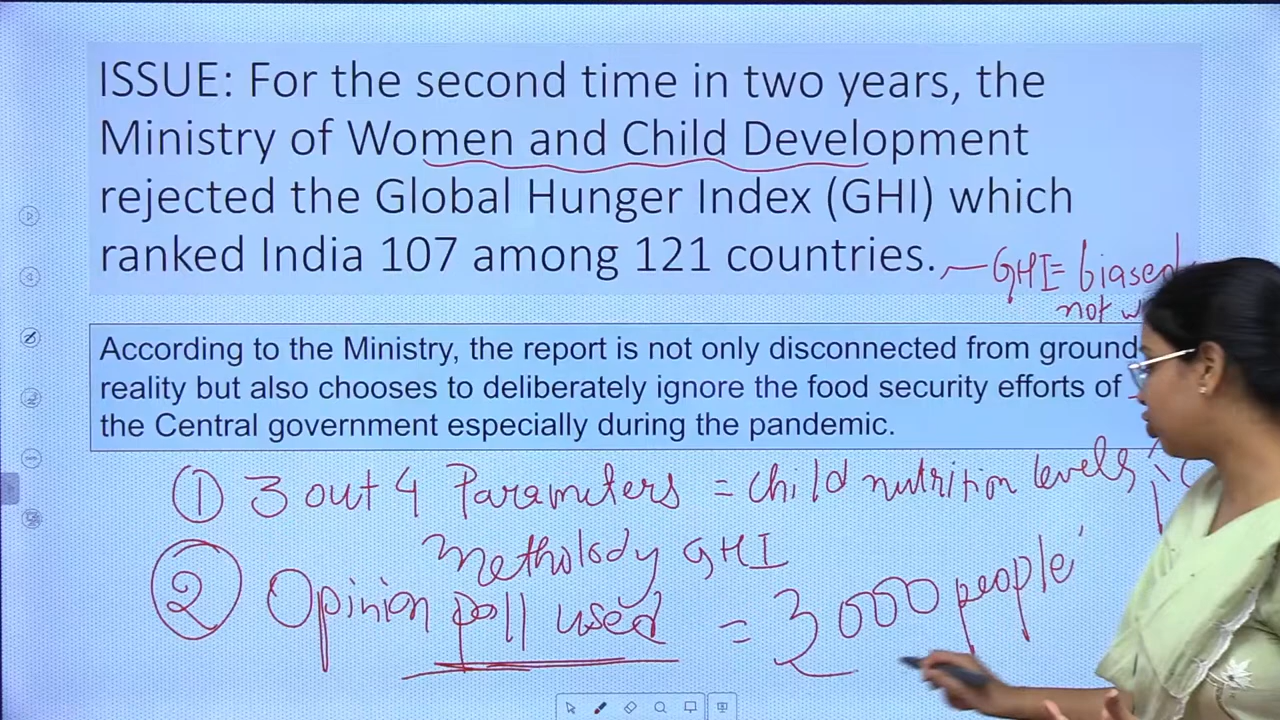 ISSUE: For the second time in two years, the
Ministry of Women and Child Development
rejected the Global Hunger Index (GHI) which
ranked India 107 among 121 countries.
GHI = biased
not
According to the Ministry, the report is not only disconnected from ground
reality but also chooses to deliberately ignore the food security efforts of
the Central government especially during the pandemic.
① 3 out 4 Parameters = child nutrition levels
Metholody GHI
② Opinion poll used = 3000 people